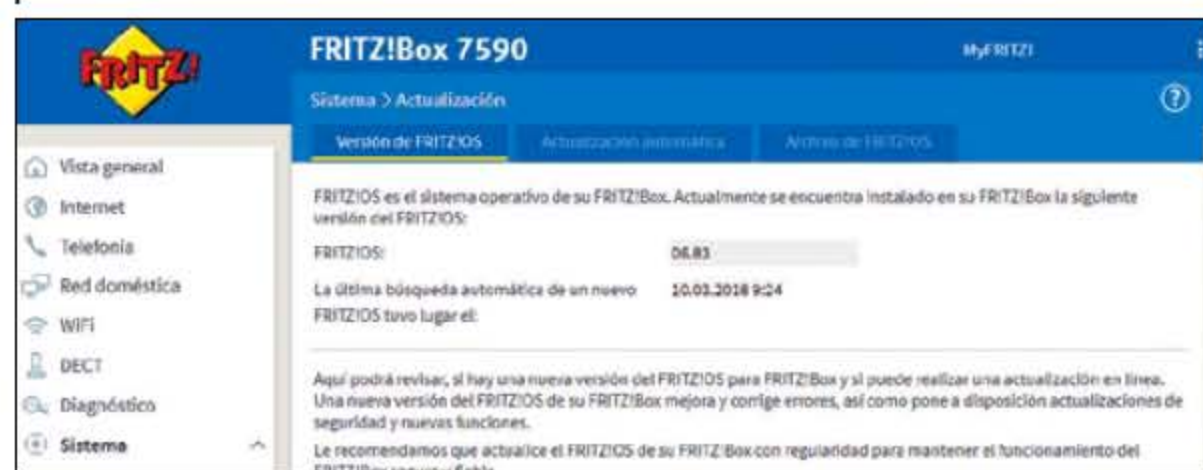 FRITZ!
FRITZ!Box 7590
MyFRITZ!
Sistema > Actualización
?
Versión de FRITZ!OS
Actualización automática
Archivo de FRITZ!OS
Vista general
Internet
Telefonía
Red doméstica
WiFi
DECT
Diagnóstico
Sistema
FRITZ!OS es el sistema operativo de su FRITZ!Box. Actualmente se encuentra instalado en su FRITZ!Box la siguiente
versión del FRITZ!OS:
FRITZ!OS: 06.83
La última búsqueda automática de un nuevo 10.03.2018 9:24
FRITZ!OS tuvo lugar el:
Aquí podrá revisar, si hay una nueva versión del FRITZ!OS para FRITZ!Box y si puede realizar una actualización en línea.
Una nueva versión del FRITZ!OS de su FRITZ!Box mejora y corrige errores, así como pone a disposición actualizaciones de
seguridad y nuevas funciones.
Le recomendamos que actualice el FRITZ!OS de su FRITZ!Box con regularidad para mantener el funcionamiento del